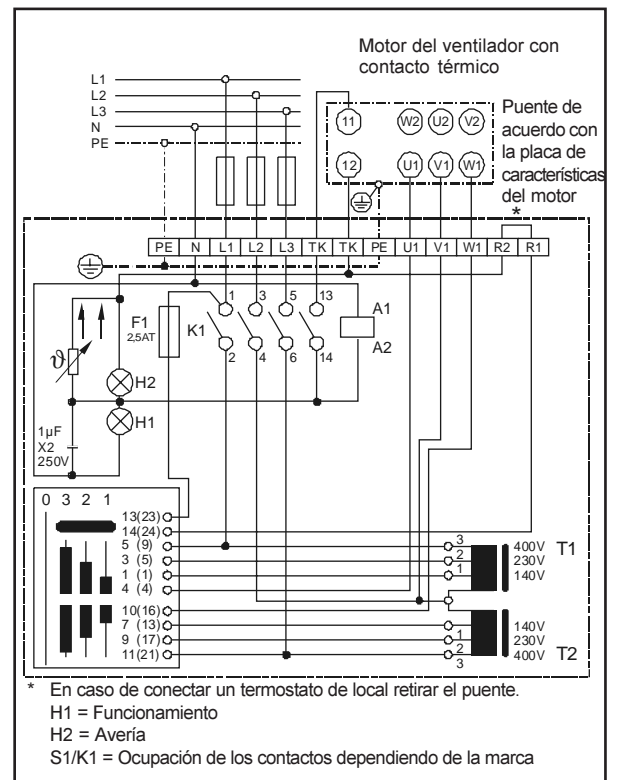 Motor del ventilador con
contacto térmico
L1
L2
L3
N
PE
11 W2 U2 V2
12 U1 V1 W1
Puente de
acuerdo con
la placa de
características
del motor
*
PE N L1 L2 L3 TK TK PE U1 V1 W1 R2 R1
F1
2,5AT
K1
1 3 5 13
2 4 6 14
A1
A2
ϑ
H2
H1
1µF
X2
250V
0 3 2 1
13(23)
14(24)
5 (9)
3 (5)
1 (1)
4 (4)
10(16)
7 (13)
9 (17)
11(21)
3 400V T1
2 230V
1 140V
140V
1 230V
2 400V T2
3
* En caso de conectar un termostato de local retirar el puente.
H1 = Funcionamiento
H2 = Avería
S1/K1 = Ocupación de los contactos dependiendo de la marca